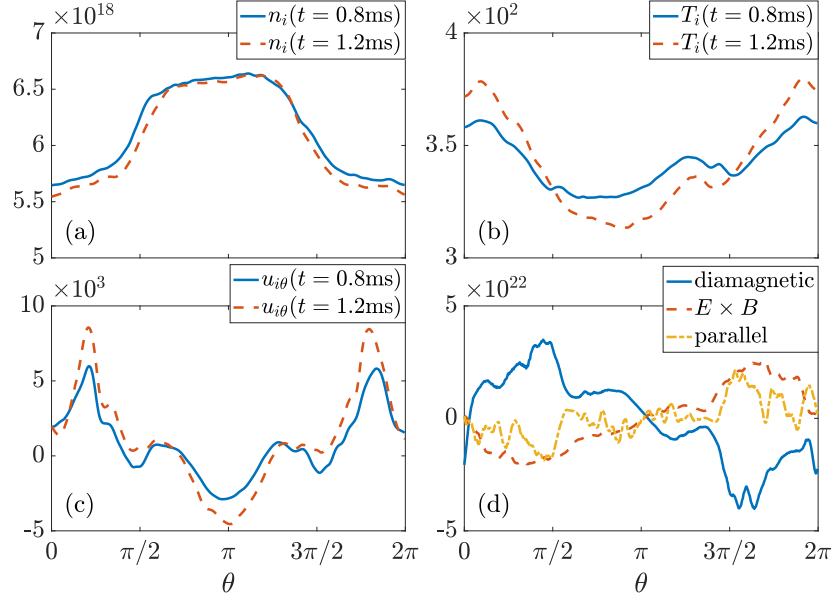 ×10^18
n_i(t = 0.8ms)
n_i(t = 1.2ms)
7
6.5
6
5.5
5
(a)
×10^2
T_i(t = 0.8ms)
T_i(t = 1.2ms)
4
3.5
3
(b)
×10^3
u_iθ(t = 0.8ms)
u_iθ(t = 1.2ms)
10
5
0
-5
(c)
0 π/2 π 3π/2 2π
θ
×10^22
diamagnetic
E × B
parallel
5
0
-5
(d)
0 π/2 π 3π/2 2π
θ